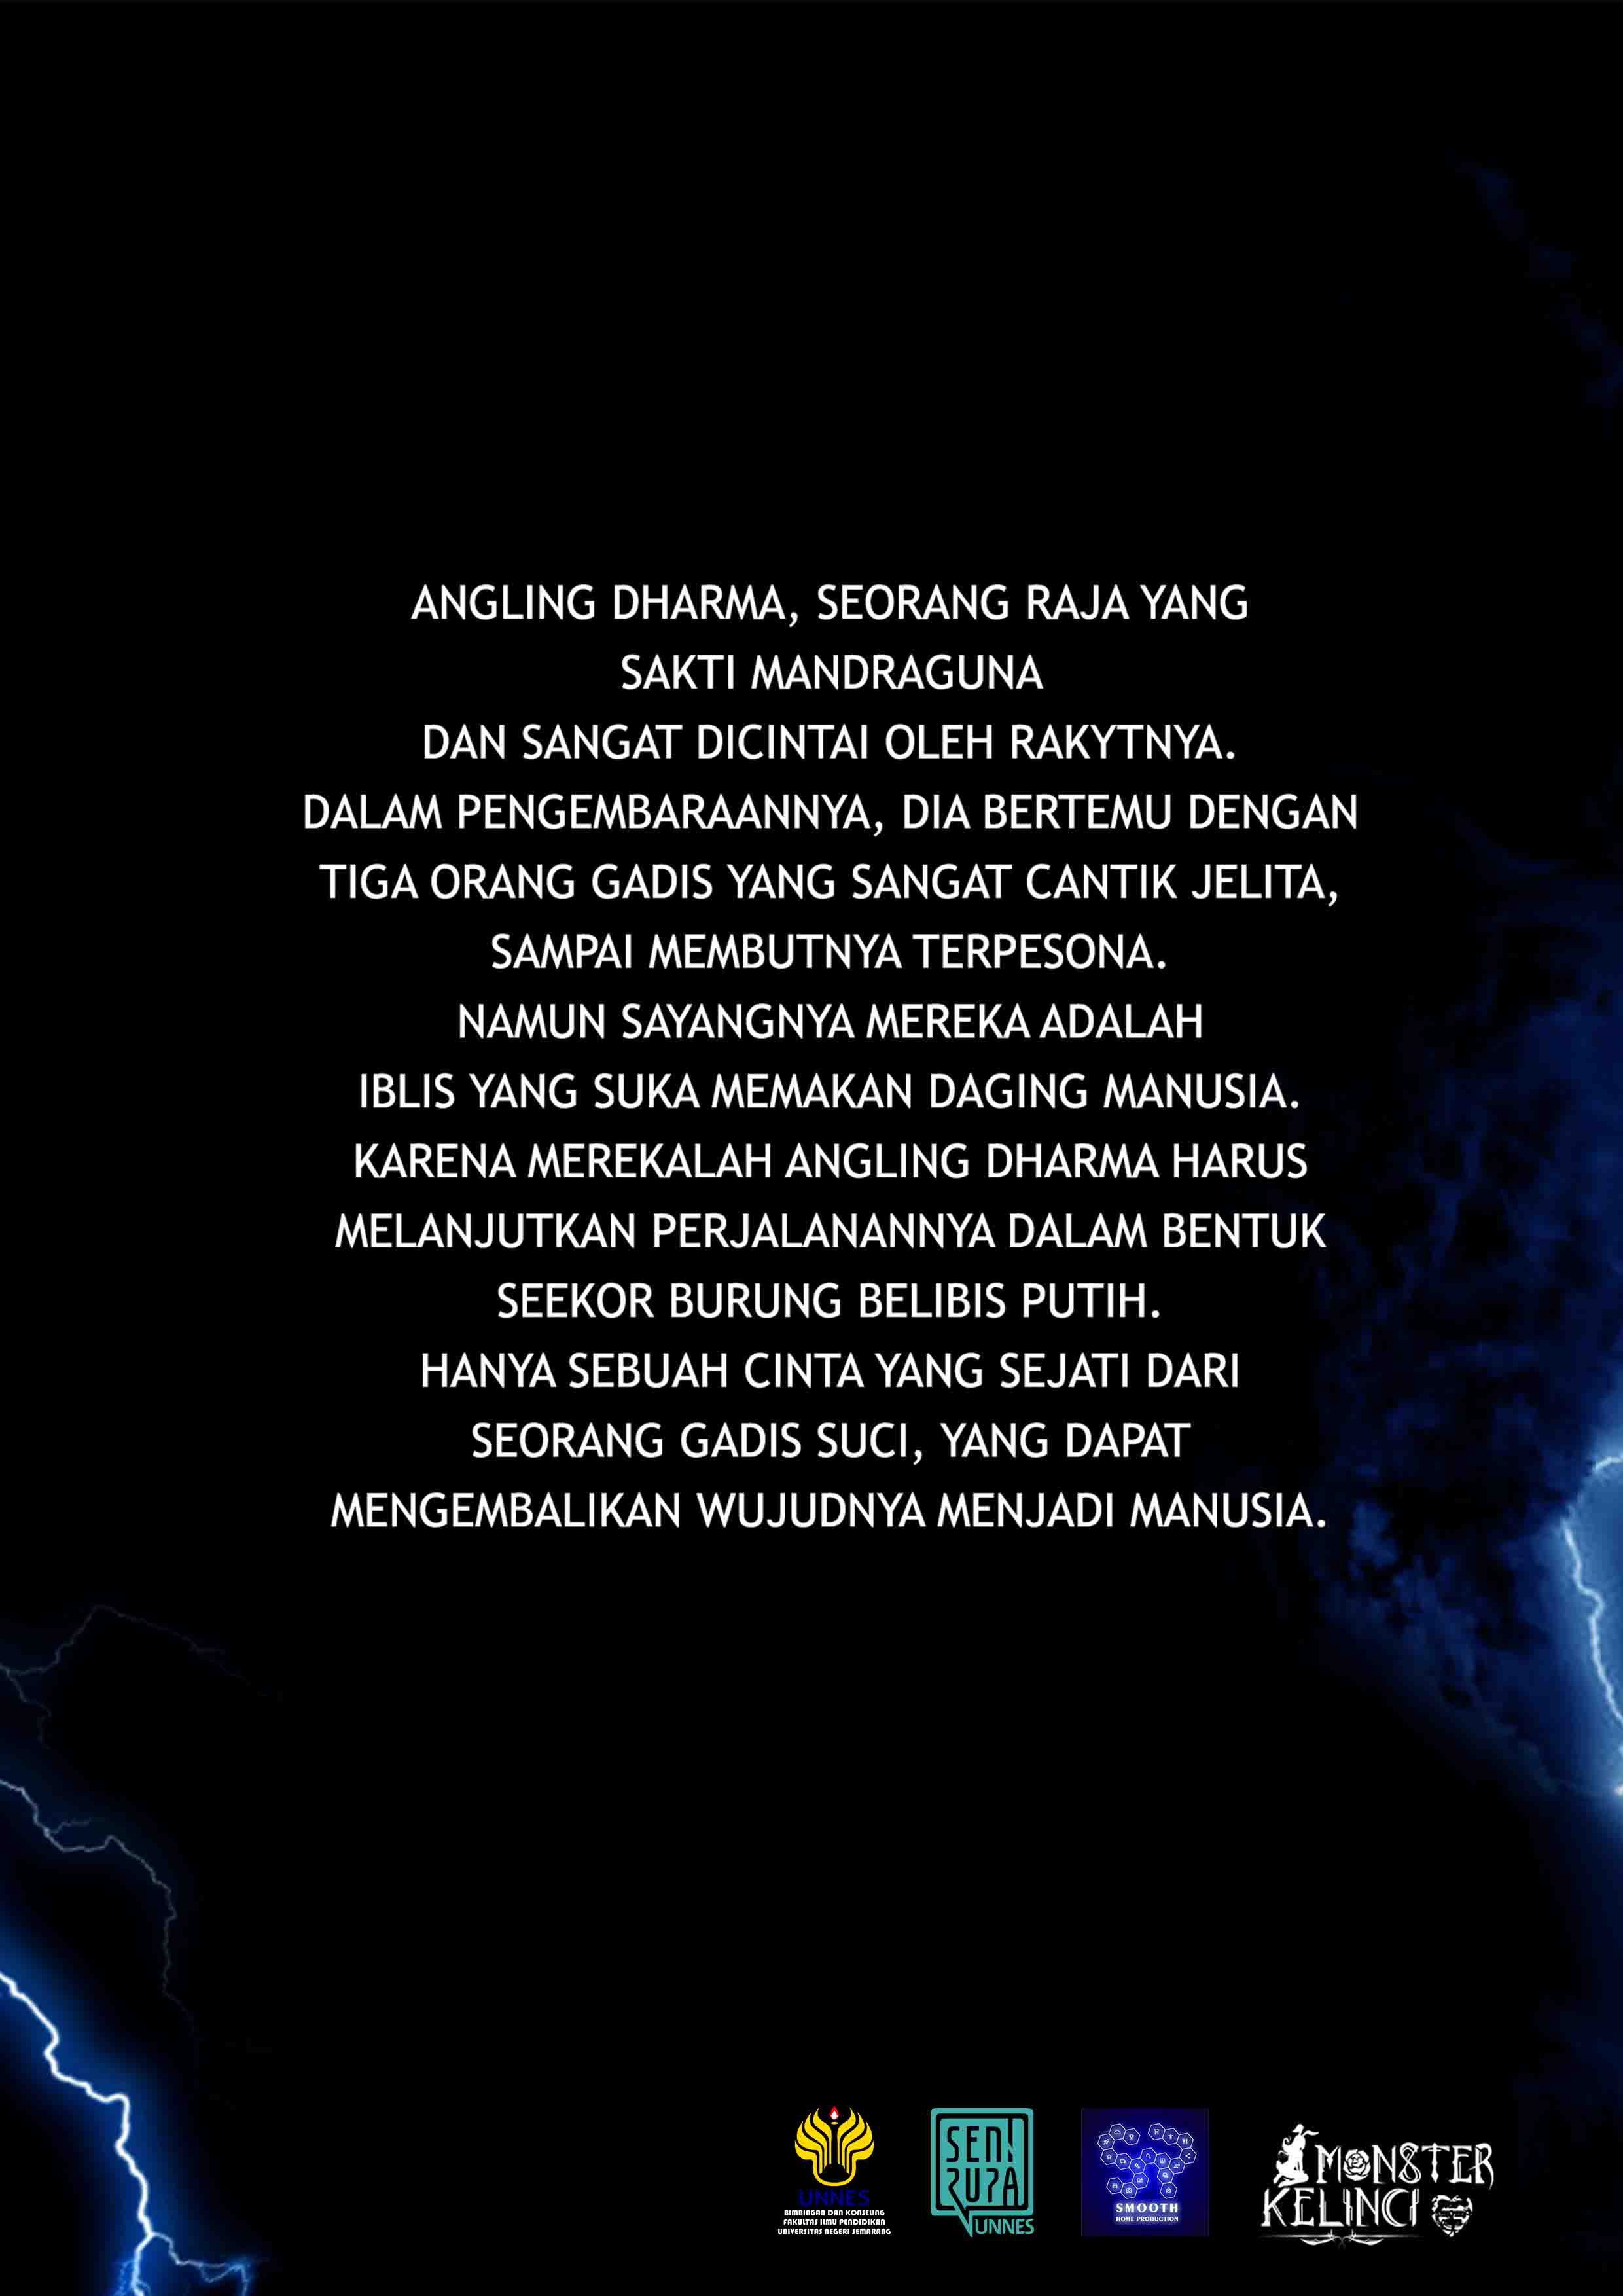 ANGLING DHARMA, SEORANG RAJA YANG
SAKTI MANDRAGUNA
DAN SANGAT DICINTAI OLEH RAKYTNYA.
DALAM PENGEMBARAANNYA, DIA BERTEMU DENGAN
TIGA ORANG GADIS YANG SANGAT CANTIK JELITA,
SAMPAI MEMBUTNYA TERPESONA.
NAMUN SAYANGNYA MEREKA ADALAH
IBLIS YANG SUKA MEMAKAN DAGING MANUSIA.
KARENA MEREKALAH ANGLING DHARMA HARUS
MELANJUTKAN PERJALANANNYA DALAM BENTUK
SEEKOR BURUNG BELIBIS PUTIH.
HANYA SEBUAH CINTA YANG SEJATI DARI
SEORANG GADIS SUCI, YANG DAPAT
MENGEMBALIKAN WUJUDNYA MENJADI MANUSIA.
UNNES
BIMBINGAN DAN KONSELING
FAKULTAS ILMU PENDIDIKAN
UNIVERSITAS NEGERI SEMARANG
SENI
RUPA
UNNES
SMOOTH
HOME PRODUCTION
MONSTER
KELINCI